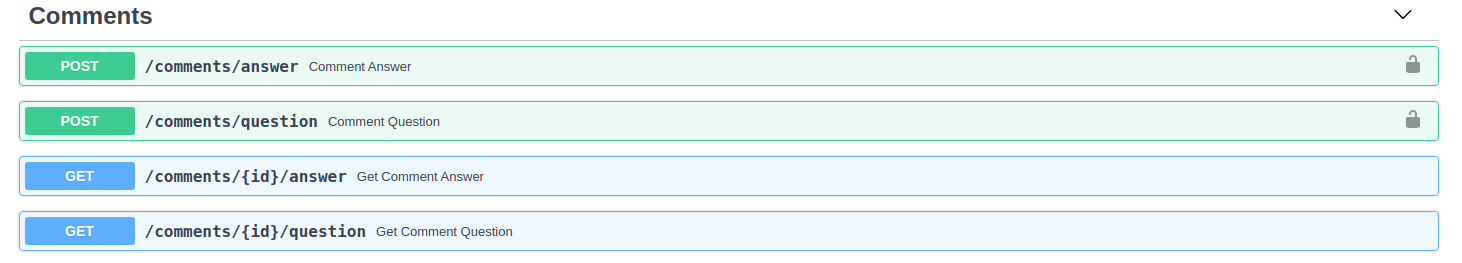 Comments
POST /comments/answer Comment Answer
POST /comments/question Comment Question
GET /comments/{id}/answer Get Comment Answer
GET /comments/{id}/question Get Comment Question